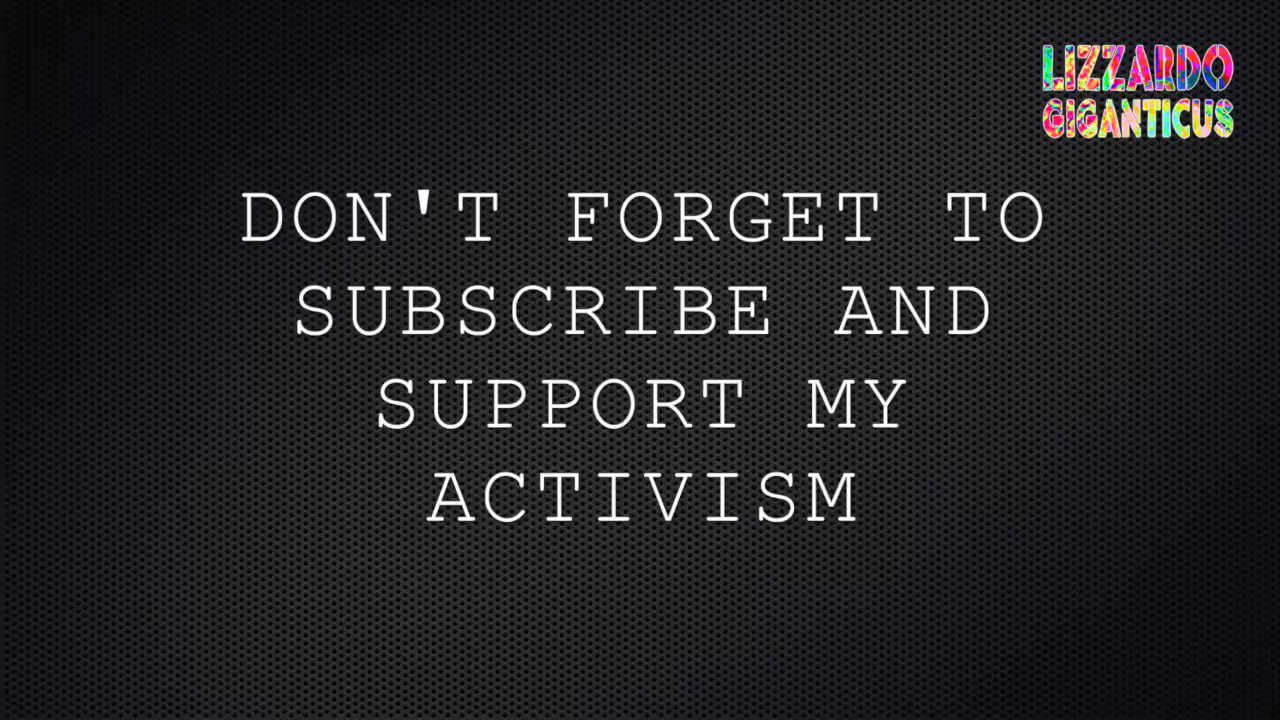 LIZZARDO
GIGANTICUS
DON'T FORGET TO
SUBSCRIBE AND
SUPPORT MY
ACTIVISM